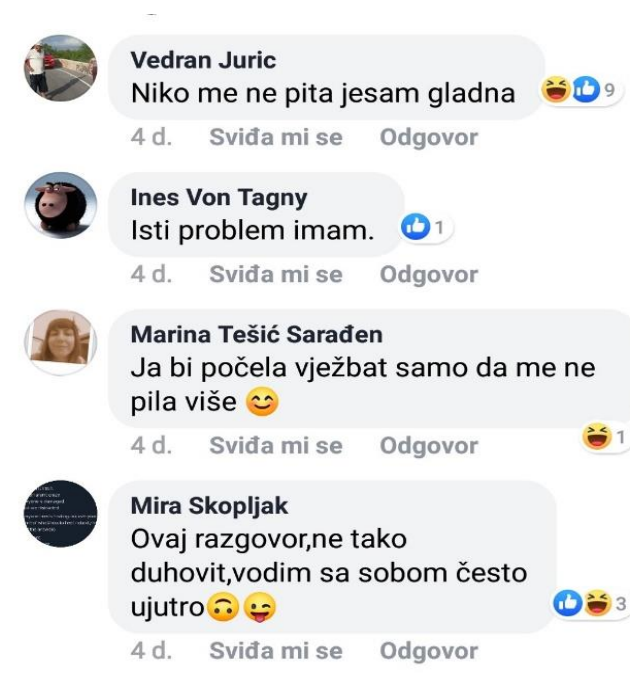 Vedran Juric
Niko me ne pita jesam gladna
9
4 d. Sviđa mi se Odgovor
Ines Von Tagny
Isti problem imam.
1
4 d. Sviđa mi se Odgovor
Marina Tešić Sarađen
Ja bi počela vježbat samo da me ne
pila više 😊
1
4 d. Sviđa mi se Odgovor
Mira Skopljak
Ovaj razgovor,ne tako
duhovit,vodim sa sobom često
ujutro🙃😜
3
4 d. Sviđa mi se Odgovor